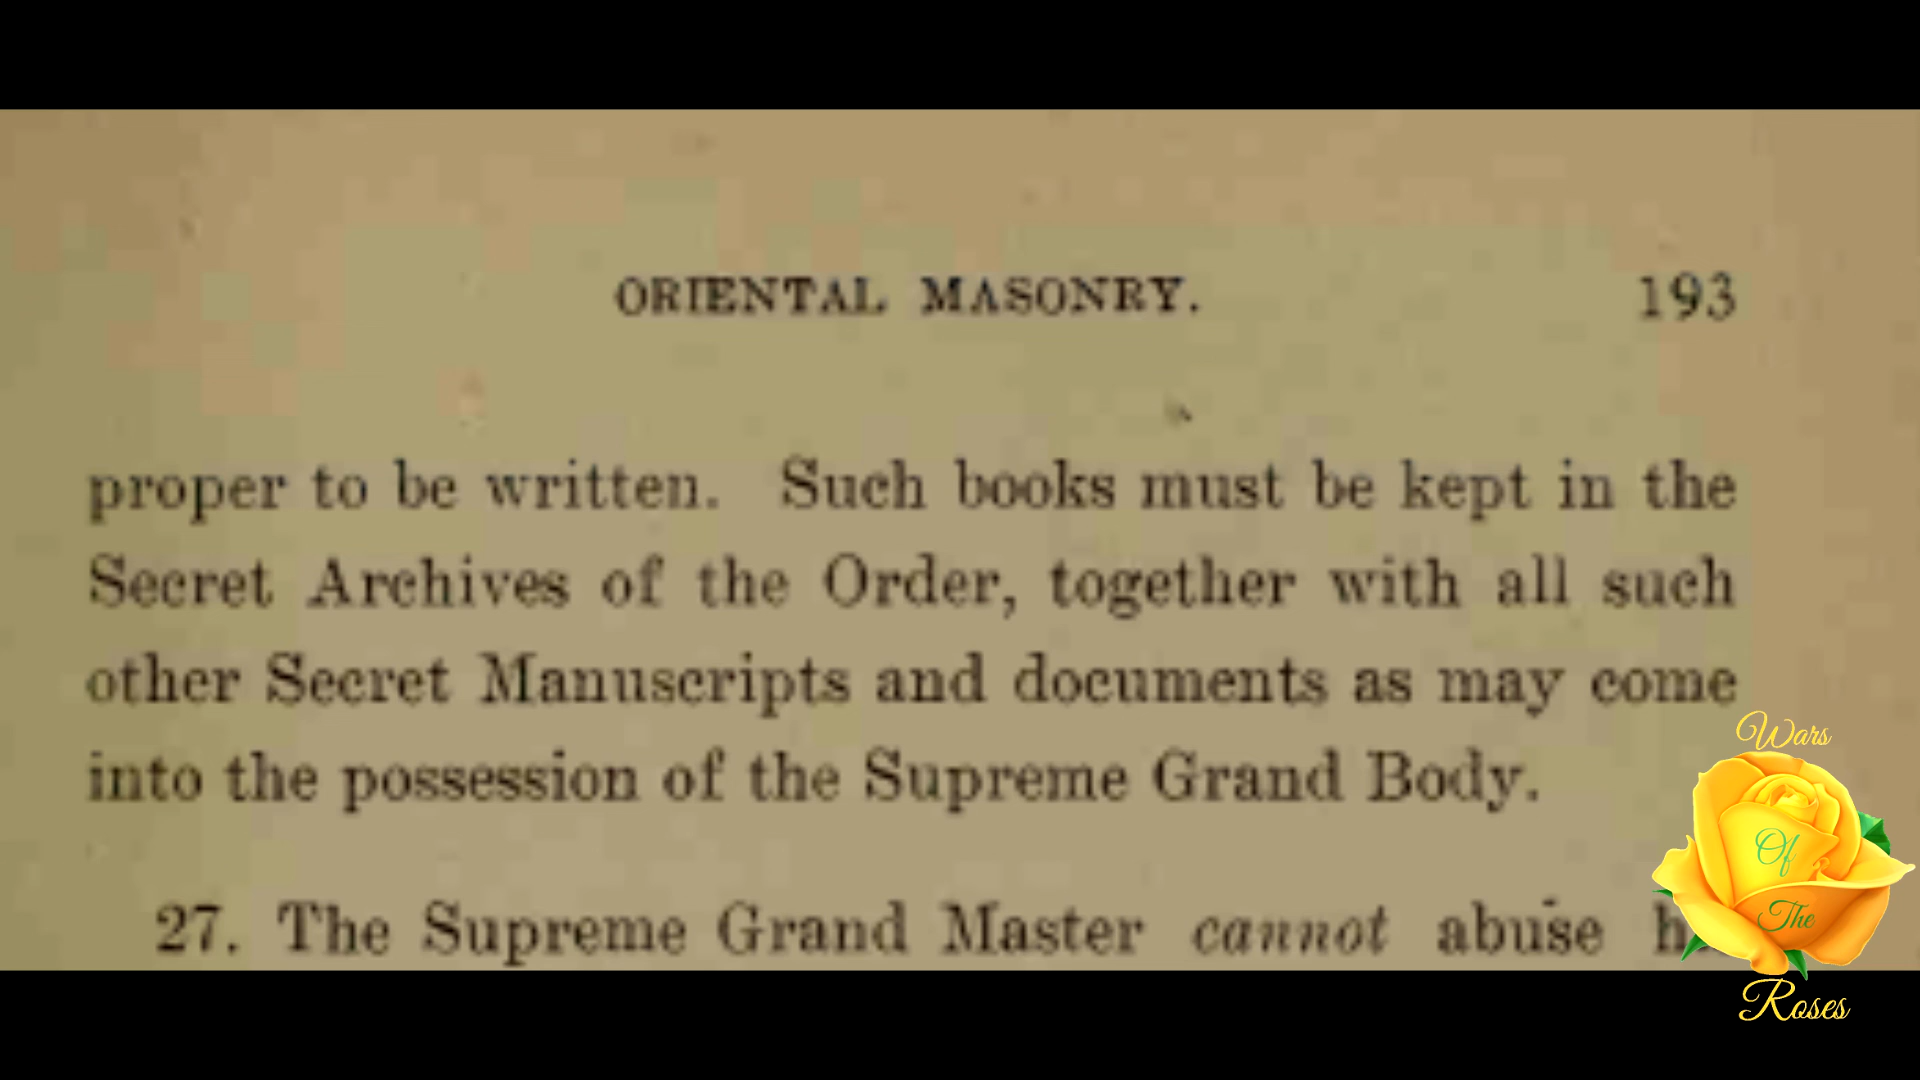 ORIENTAL MASONRY. 193
proper to be written. Such books must be kept in the
Secret Archives of the Order, together with all such
other Secret Manuscripts and documents as may come
into the possession of the Supreme Grand Body.
27. The Supreme Grand Master cannot abuse
Wars
Of
The
Roses